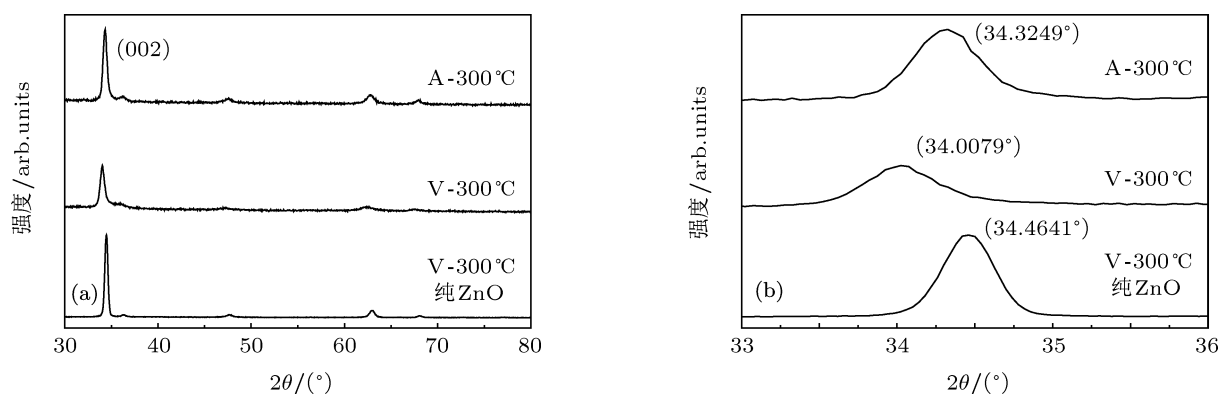 (002)
A-300℃
V-300℃
V-300℃
纯ZnO
(a)
强度/arb.units
30 40 50 60 70 80
2θ/(°)
(34.3249°)
A-300℃
(34.0079°)
V-300℃
(34.4641°)
V-300℃
纯ZnO
(b)
强度/arb.units
33 34 35 36
2θ/(°)